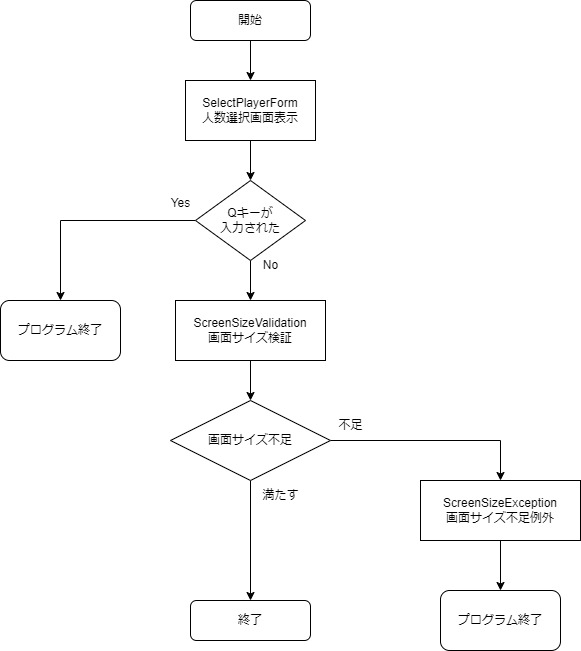 開始
SelectPlayerForm
人数選択画面表示
Qキーが
入力された
Yes
No
プログラム終了
ScreenSizeValidation
画面サイズ検証
画面サイズ不足
不足
満たす
ScreenSizeException
画面サイズ不足例外
終了
プログラム終了